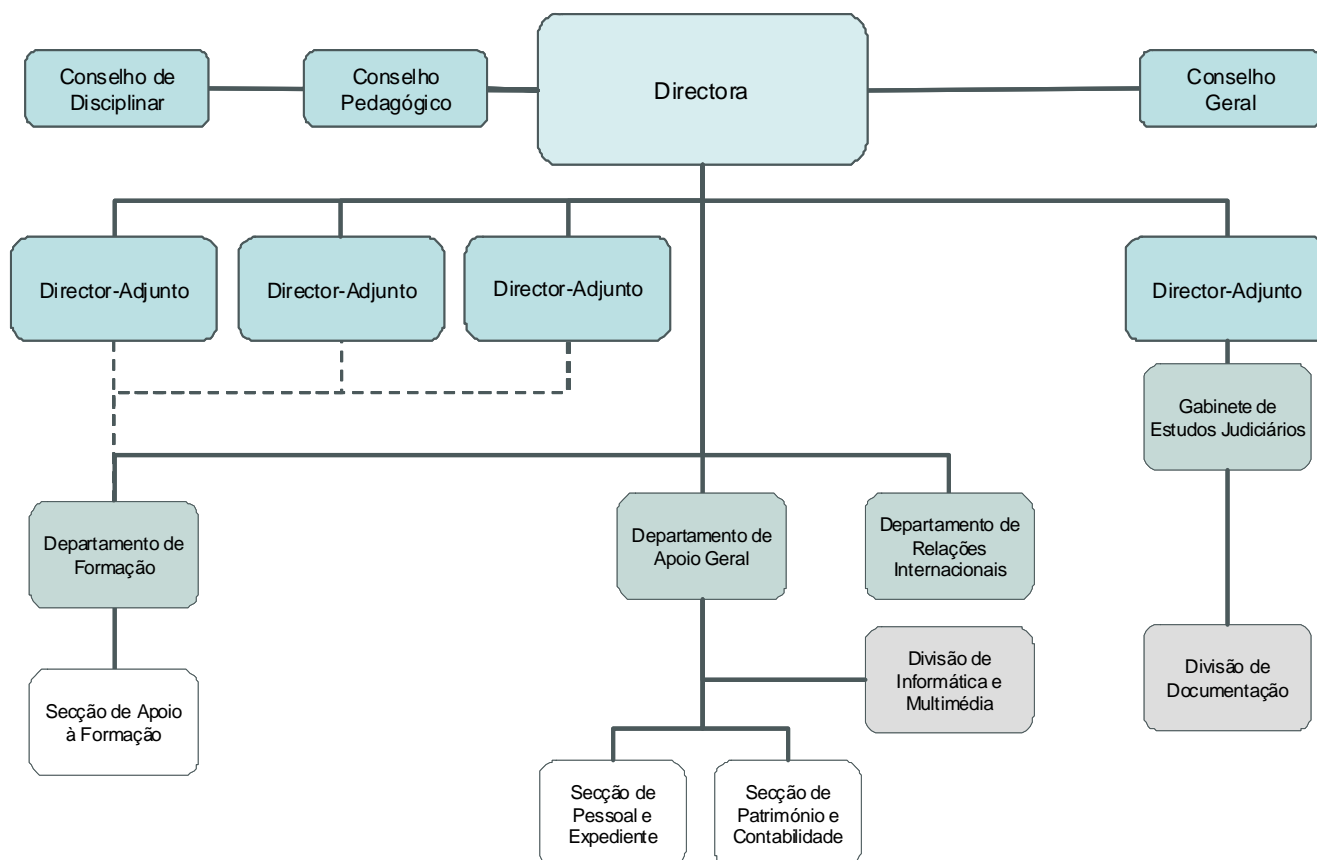 Conselho de
Disciplinar
Conselho
Pedagógico
Directora
Conselho
Geral
Director-Adjunto
Director-Adjunto
Director-Adjunto
Director-Adjunto
Gabinete de
Estudos Judiciários
Departamento de
Formação
Departamento de
Apoio Geral
Departamento de
Relações
Internacionais
Divisão de
Informática e
Multimédia
Divisão de
Documentação
Secção de Apoio
à Formação
Secção de
Pessoal e
Expediente
Secção de
Património e
Contabilidade